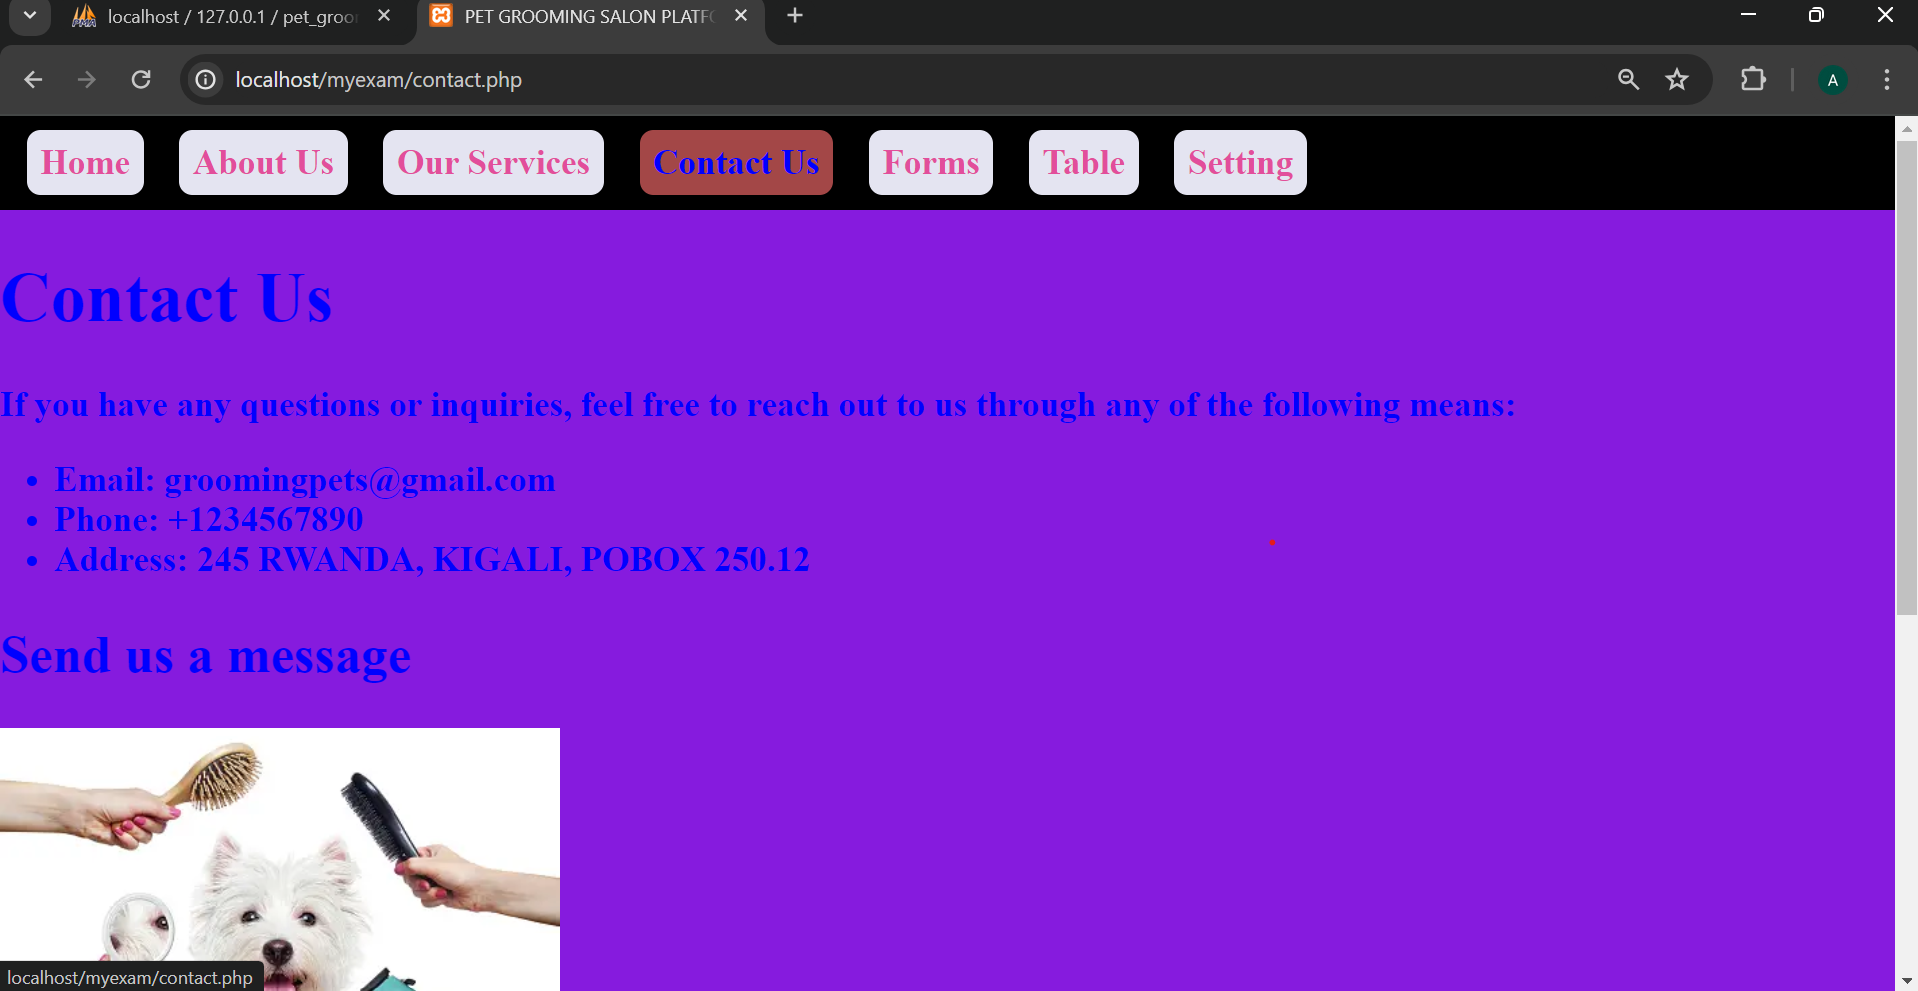 localhost / 127.0.0.1 / pet_groo
PET GROOMING SALON PLATF
localhost/myexam/contact.php
A
Home About Us Our Services Contact Us Forms Table Setting
Contact Us
If you have any questions or inquiries, feel free to reach out to us through any of the following means:
• Email: groomingpets@gmail.com
• Phone: +1234567890
• Address: 245 RWANDA, KIGALI, POBOX 250.12
Send us a message
localhost/myexam/contact.php